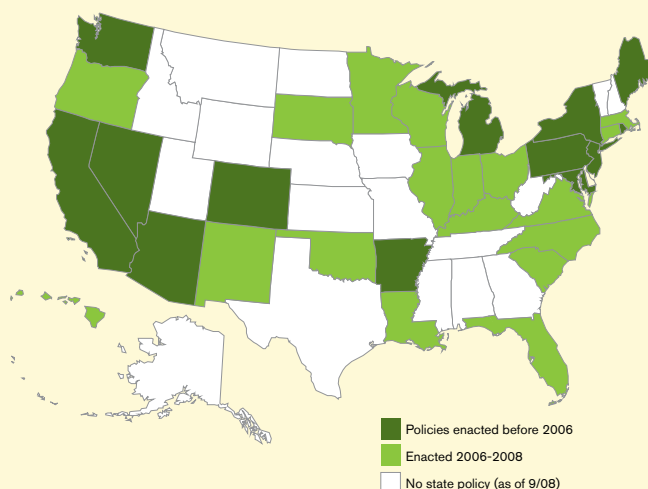 Policies enacted before 2006
Enacted 2006-2008
No state policy (as of 9/08)